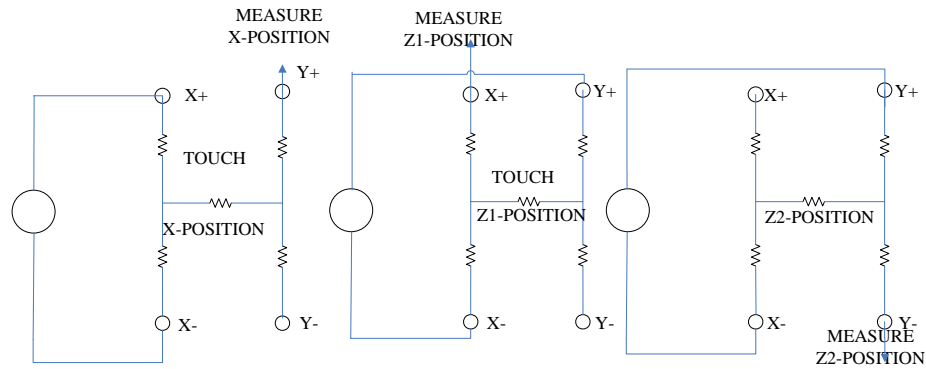 MEASURE
X-POSITION
Y+
X+
TOUCH
X-POSITION
X-
Y-
MEASURE
Z1-POSITION
X+
Y+
TOUCH
Z1-POSITION
X-
Y-
X+
Y+
Z2-POSITION
X-
Y-
MEASURE
Z2-POSITION